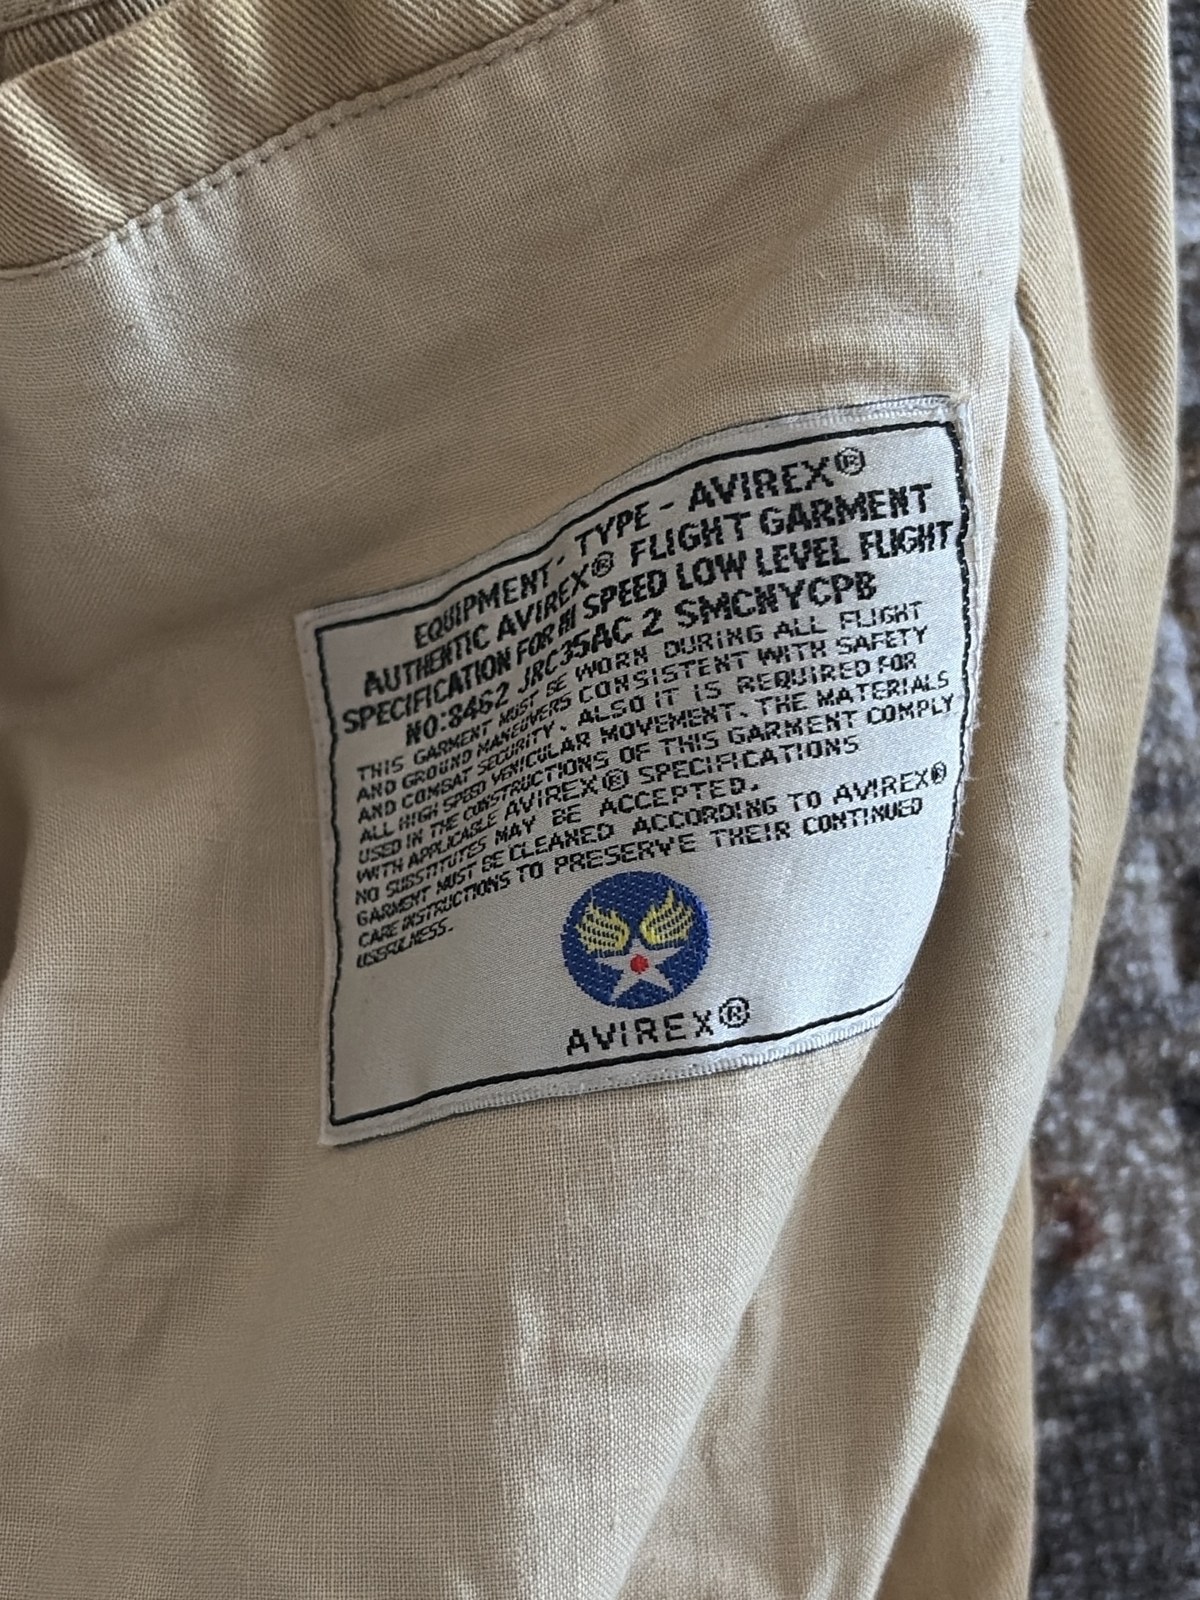 EQUIPMENT - TYPE - AVIREX®
AUTHENTIC AVIREX® FLIGHT GARMENT
SPECIFICATION FOR HI SPEED LOW LEVEL FLIGHT
NO:8462 JRC35AC 2 SMCNYCPB
THIS GARMENT MUST BE WORN DURING ALL FLIGHT
AND GROUND MANEUVERS CONSISTENT WITH SAFETY
AND COMBAT SECURITY. ALSO IT IS REQUIRED FOR
ALL HIGH SPEED VEHICULAR MOVEMENT. THE MATERIALS
USED IN THE CONSTRUCTIONS OF THIS GARMENT COMPLY
WITH APPLICABLE AVIREX® SPECIFICATIONS
NO SUBSTITUTES MAY BE ACCEPTED.
GARMENT MUST BE CLEANED ACCORDING TO AVIREX®
CARE INSTRUCTIONS TO PRESERVE THEIR CONTINUED
USEFULNESS.
AVIREX®